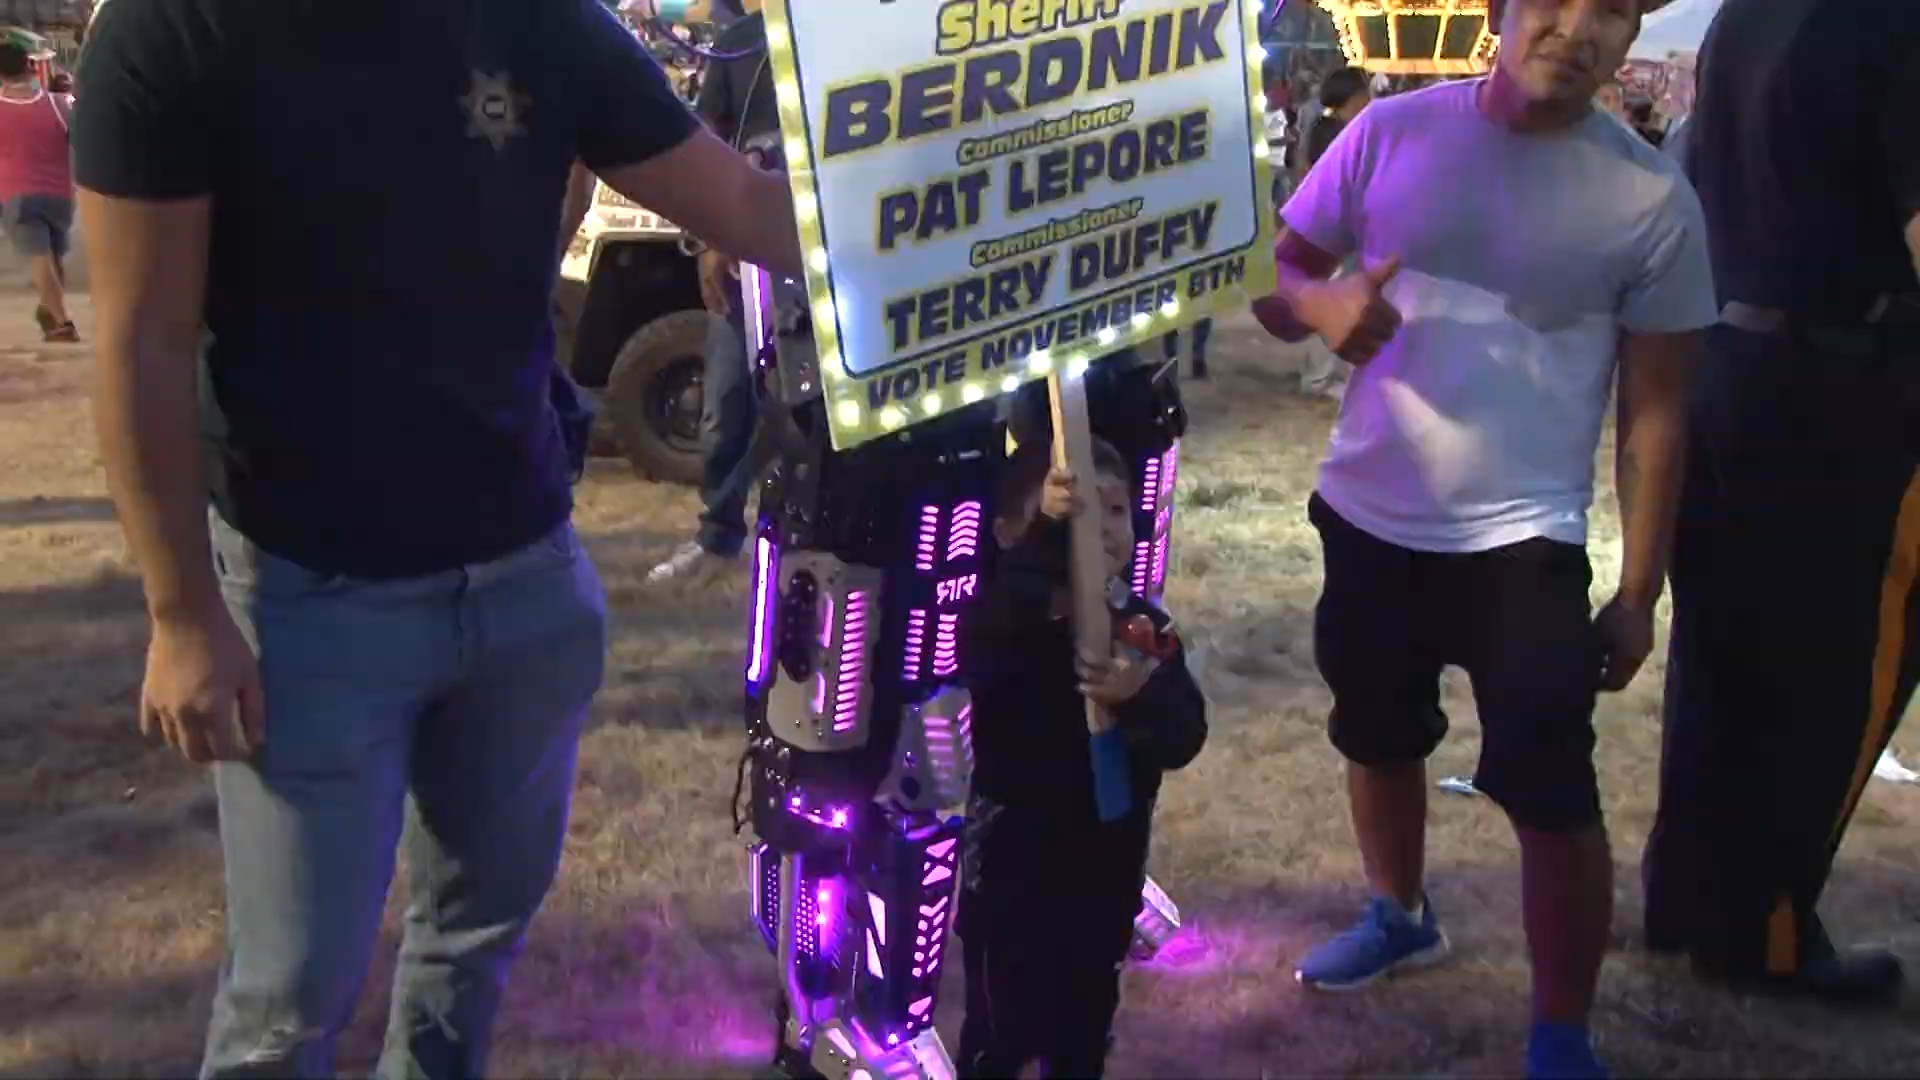 Sheriff
BERDNIK
Commissioner
PAT LEPORE
Commissioner
TERRY DUFFY
VOTE NOVEMBER 8TH